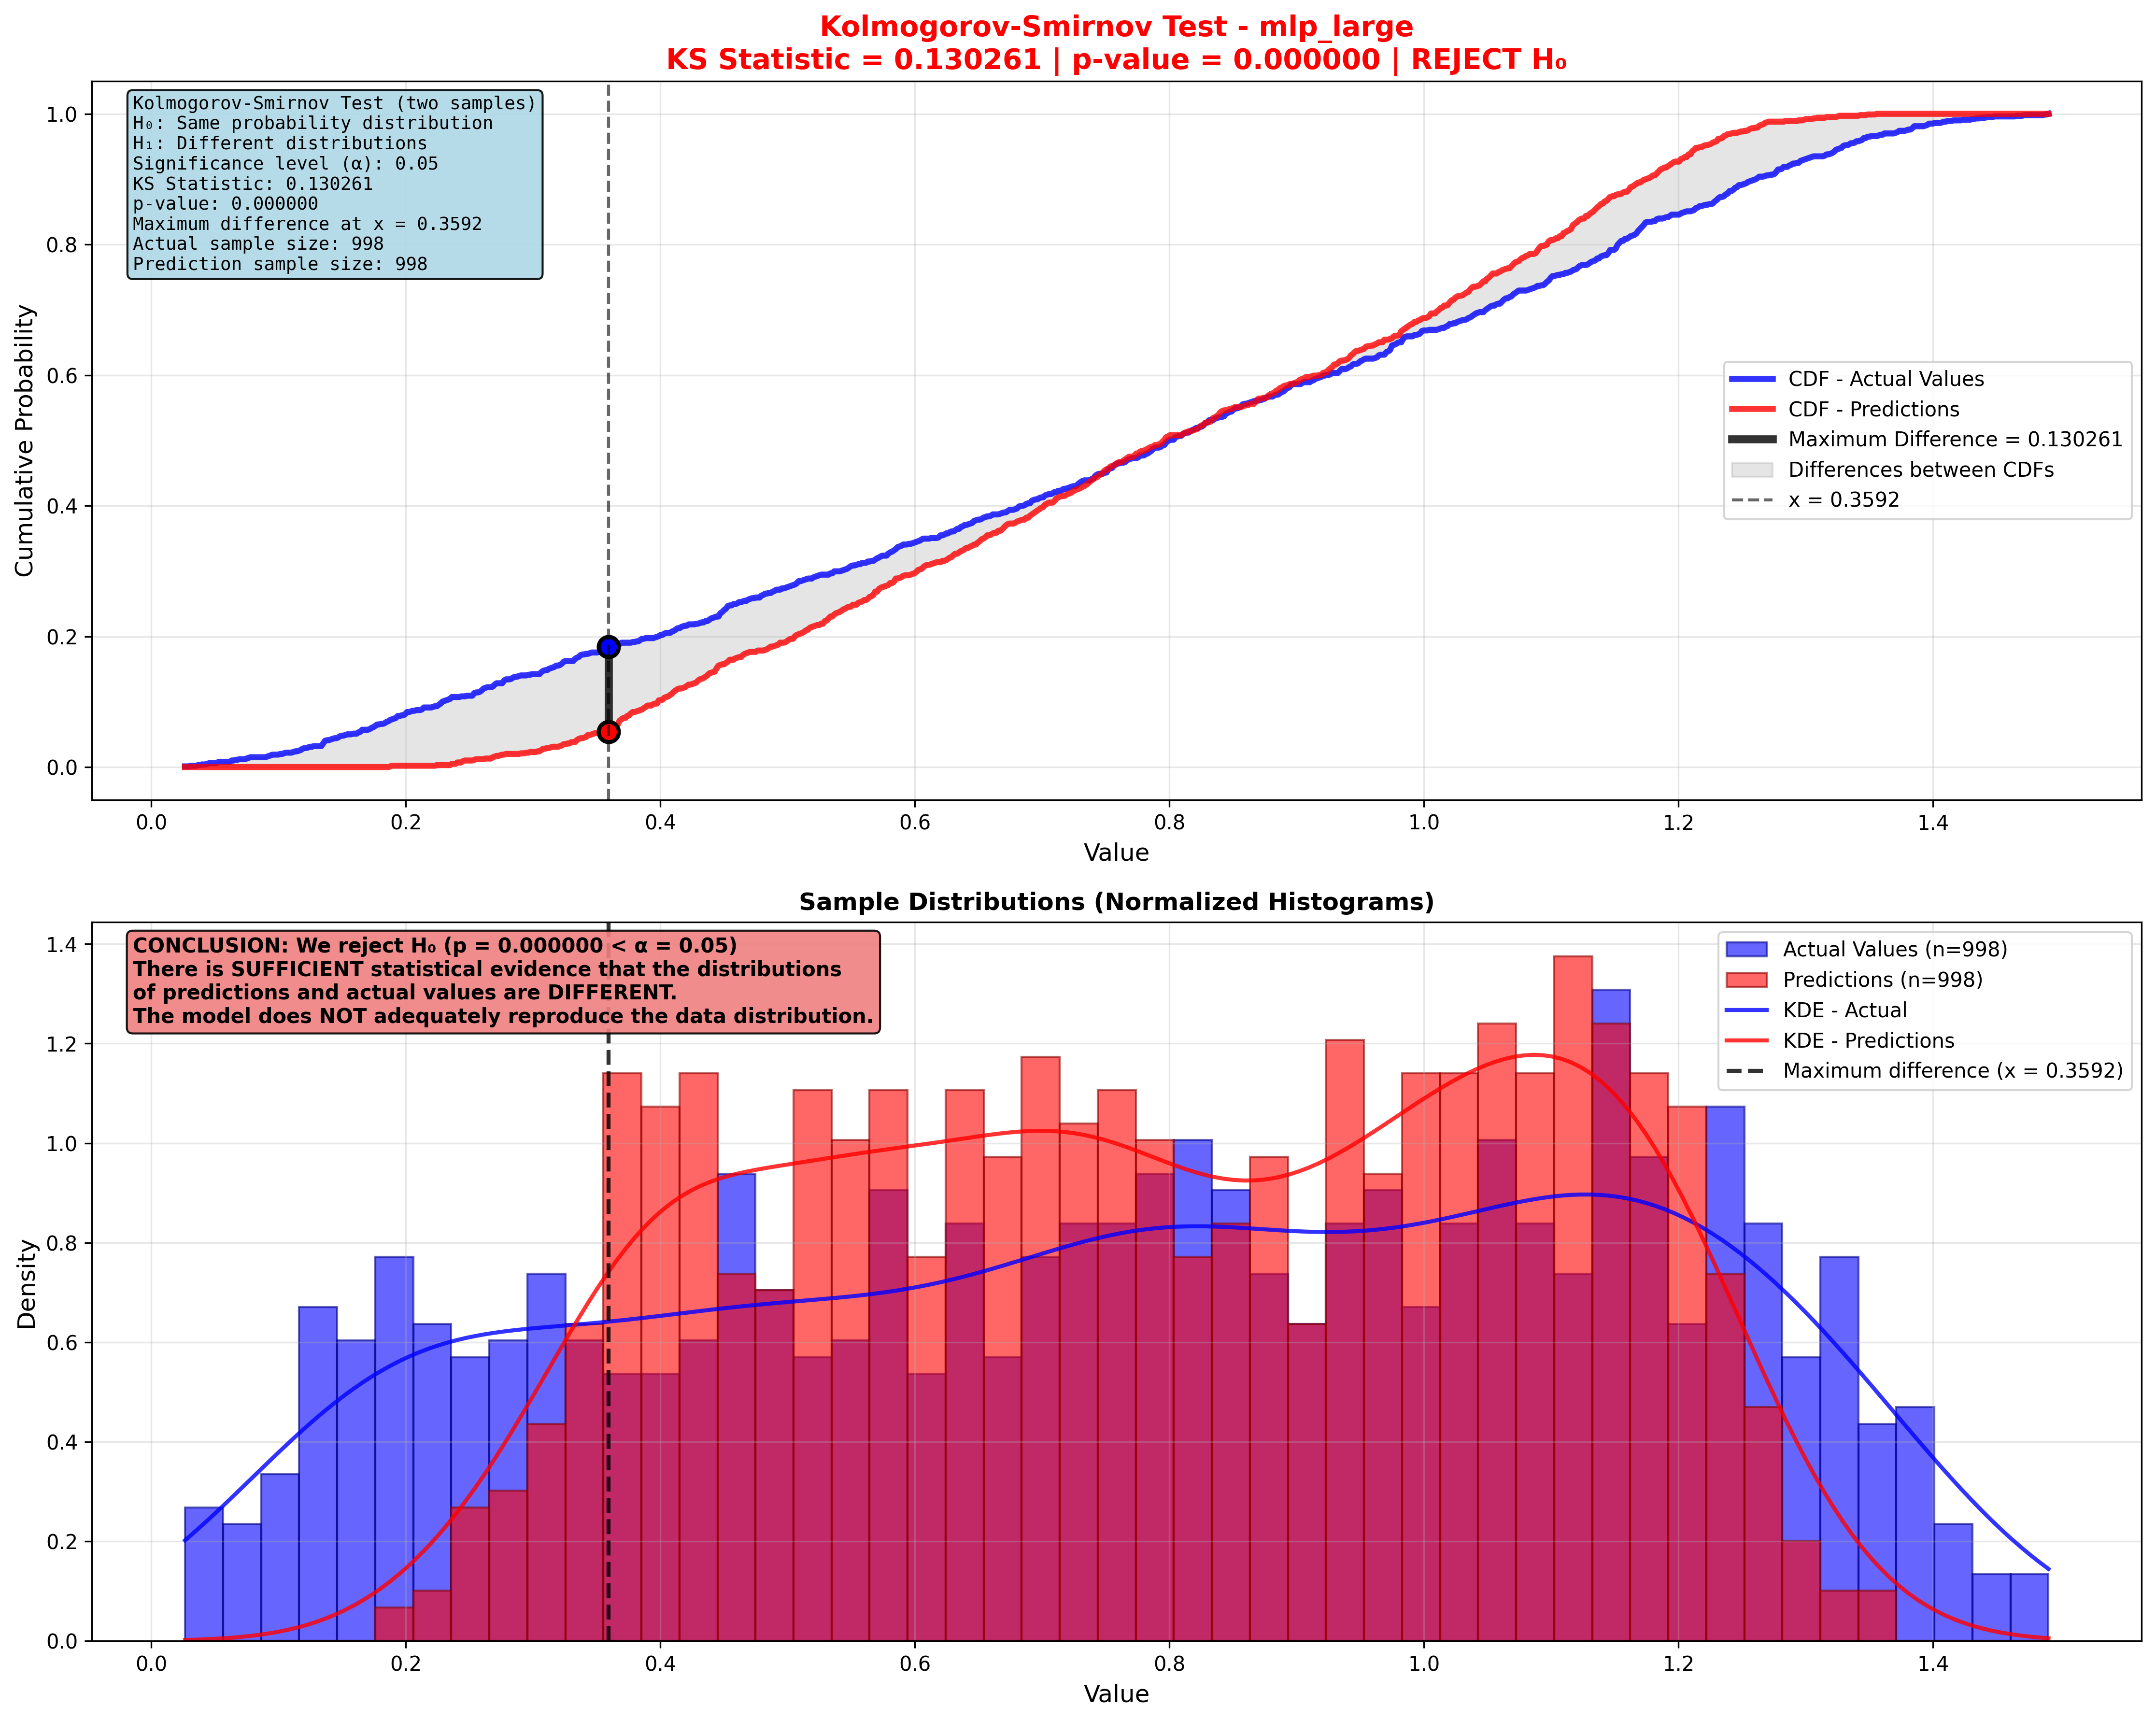 Kolmogorov-Smirnov Test - mlp_large
KS Statistic = 0.130261 | p-value = 0.000000 | REJECT H₀
Kolmogorov-Smirnov Test (two samples)
H₀: Same probability distribution
H₁: Different distributions
Significance level (α): 0.05
KS Statistic: 0.130261
p-value: 0.000000
Maximum difference at x = 0.3592
Actual sample size: 998
Prediction sample size: 998
Cumulative Probability
1.0
0.8
0.6
0.4
0.2
0.0
CDF - Actual Values
CDF - Predictions
Maximum Difference = 0.130261
Differences between CDFs
x = 0.3592
0.0 0.2 0.4 0.6 0.8 1.0 1.2 1.4
Value
Sample Distributions (Normalized Histograms)
CONCLUSION: We reject H₀ (p = 0.000000 < α = 0.05)
There is SUFFICIENT statistical evidence that the distributions
of predictions and actual values are DIFFERENT.
The model does NOT adequately reproduce the data distribution.
Actual Values (n=998)
Predictions (n=998)
KDE - Actual
KDE - Predictions
Maximum difference (x = 0.3592)
Density
1.4
1.2
1.0
0.8
0.6
0.4
0.2
0.0
0.0 0.2 0.4 0.6 0.8 1.0 1.2 1.4
Value